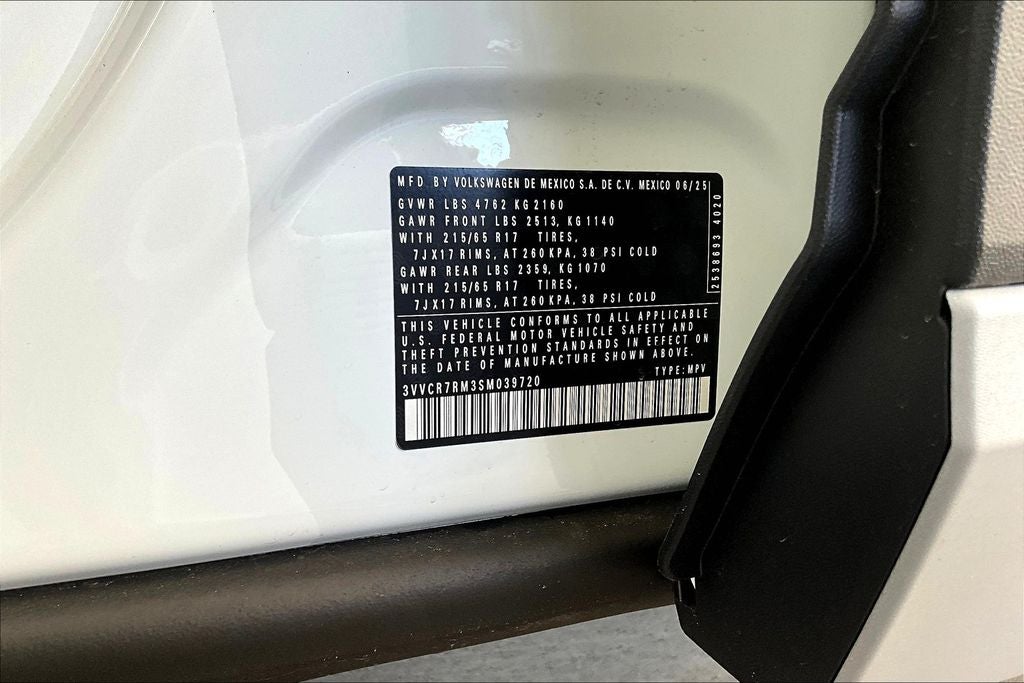 MFD BY VOLKSWAGEN DE MEXICO S.A. DE C.V. MEXICO 06/25
GVWR LBS 4762 KG 2160
GAWR FRONT LBS 2513, KG 1140
WITH 215/65 R17 TIRES,
7JX17 RIMS, AT 260 KPA, 38 PSI COLD
GAWR REAR LBS 2359, KG 1070
WITH 215/65 R17 TIRES,
7JX17 RIMS, AT 260 KPA, 38 PSI COLD
THIS VEHICLE CONFORMS TO ALL APPLICABLE
U.S. FEDERAL MOTOR VEHICLE SAFETY AND
THEFT PREVENTION STANDARDS IN EFFECT ON
THE DATE OF MANUFACTURE SHOWN ABOVE.
3VVCR7RM3SM039720 TYPE: MPV
2538693 4020